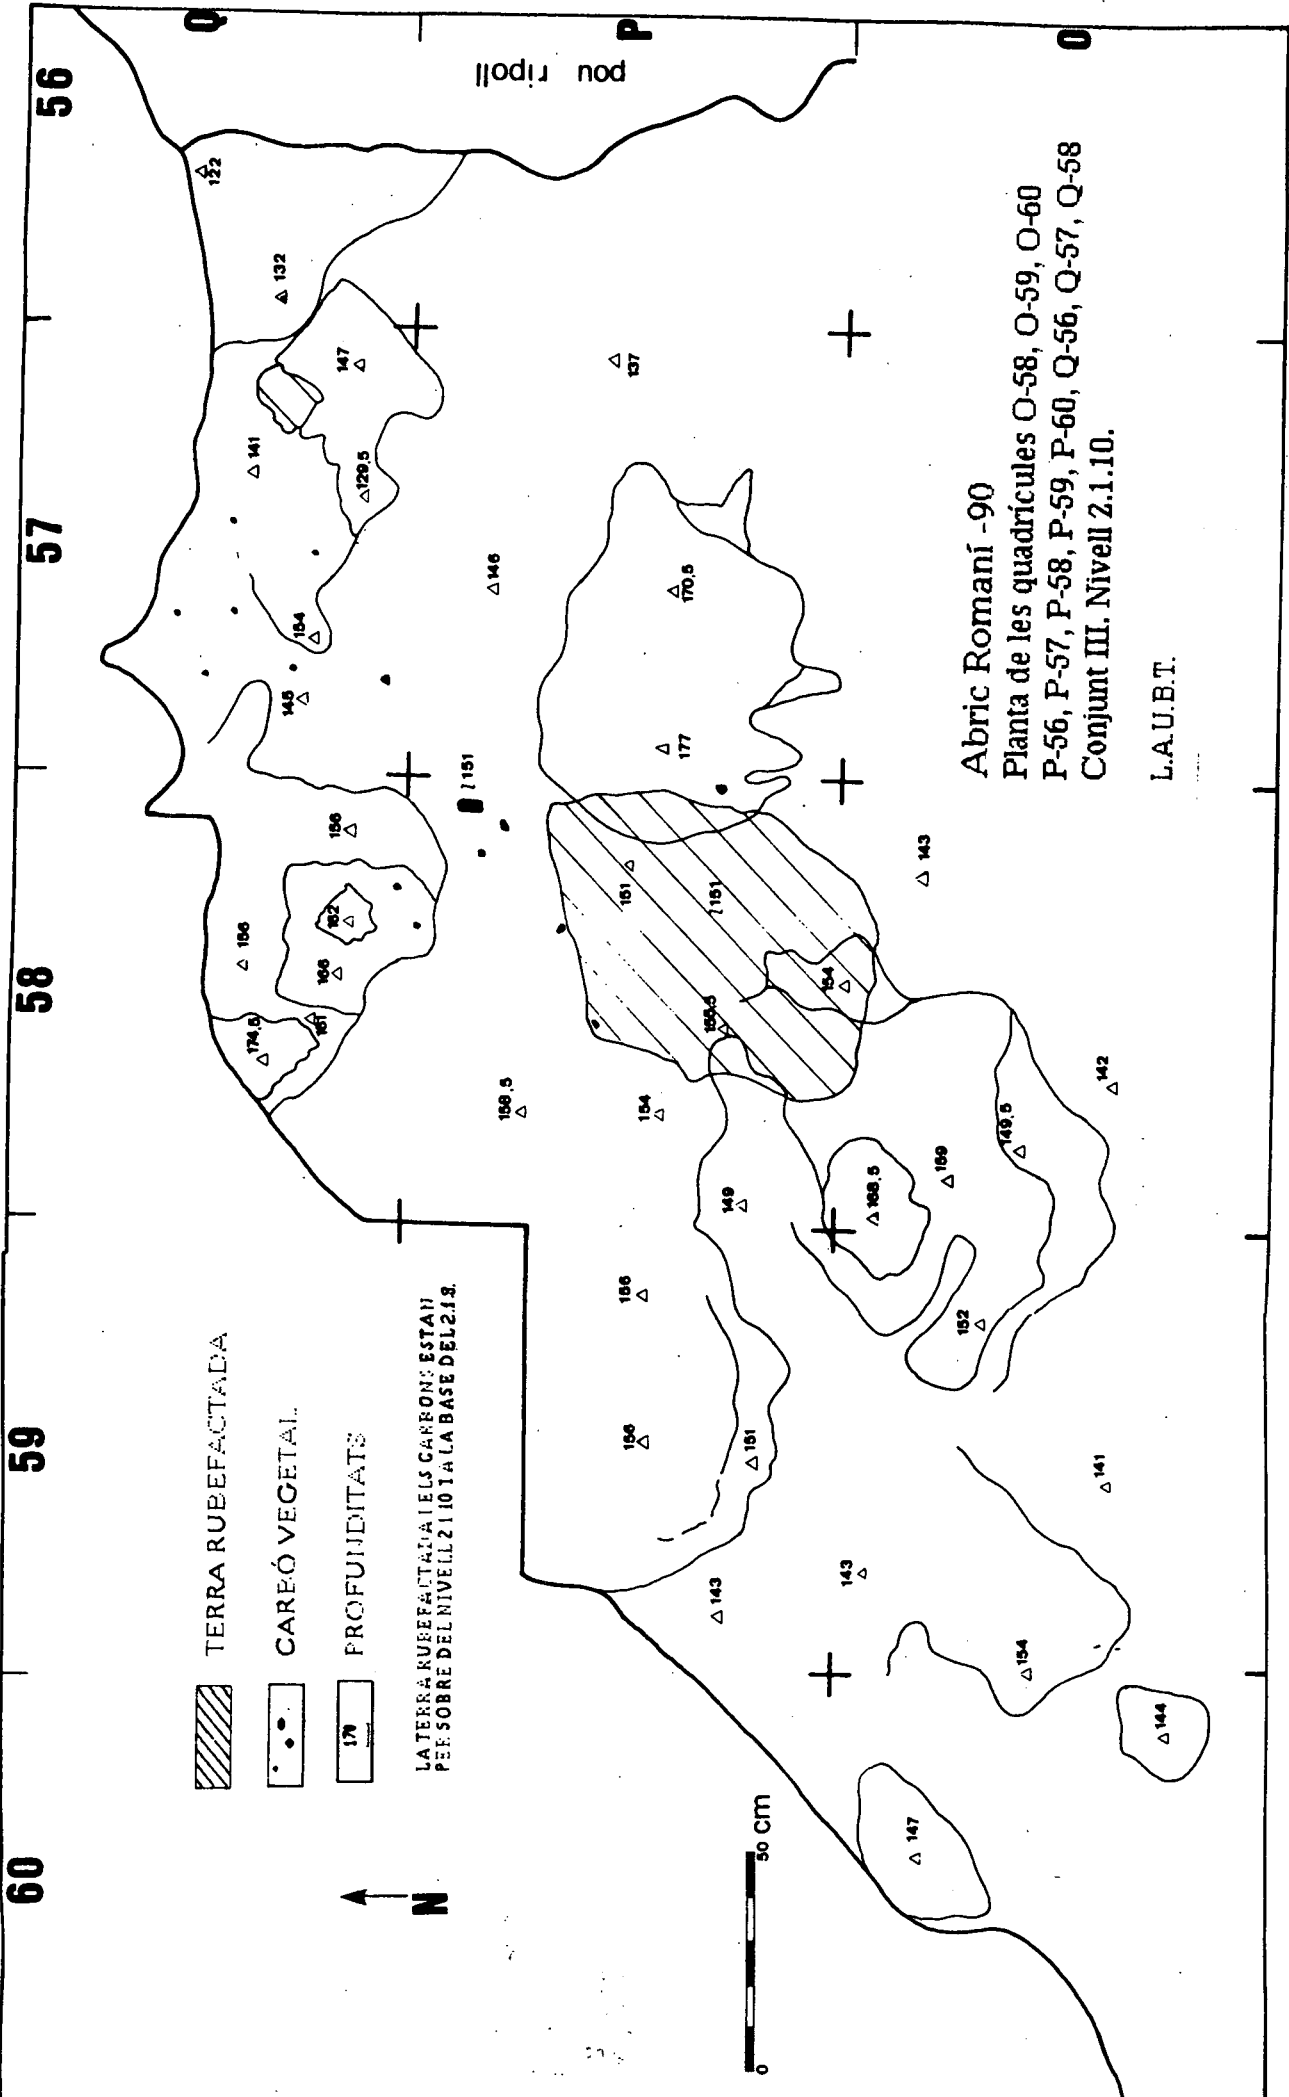 60
59
58
57
56
Q
P
O
pou ripoll
TERRA RUBEFACTADA
CARBÓ VEGETAL
170
PROFUNDITATS
LA TERRA RUBEFACTADA I ELS CARBONS ESTAN
PER SOBRE DEL NIVELL 2 1 10 I A LA BASE DEL 2.1.9.
N
0
50 cm
122
132
147
141
129,5
154
145
146
137
170,5
177
151
156
156
162
166
161
174,5
151
151
154
155,5
143
158,5
154
149
168,5
159
149,5
142
156
152
156
151
141
143
143
154
144
147
Abric Romaní -90
Planta de les quadrícules O-58, O-59, O-60
P-56, P-57, P-58, P-59, P-60, Q-56, Q-57, Q-58
Conjunt III. Nivell 2.1.10.
L.A.U.B.T.